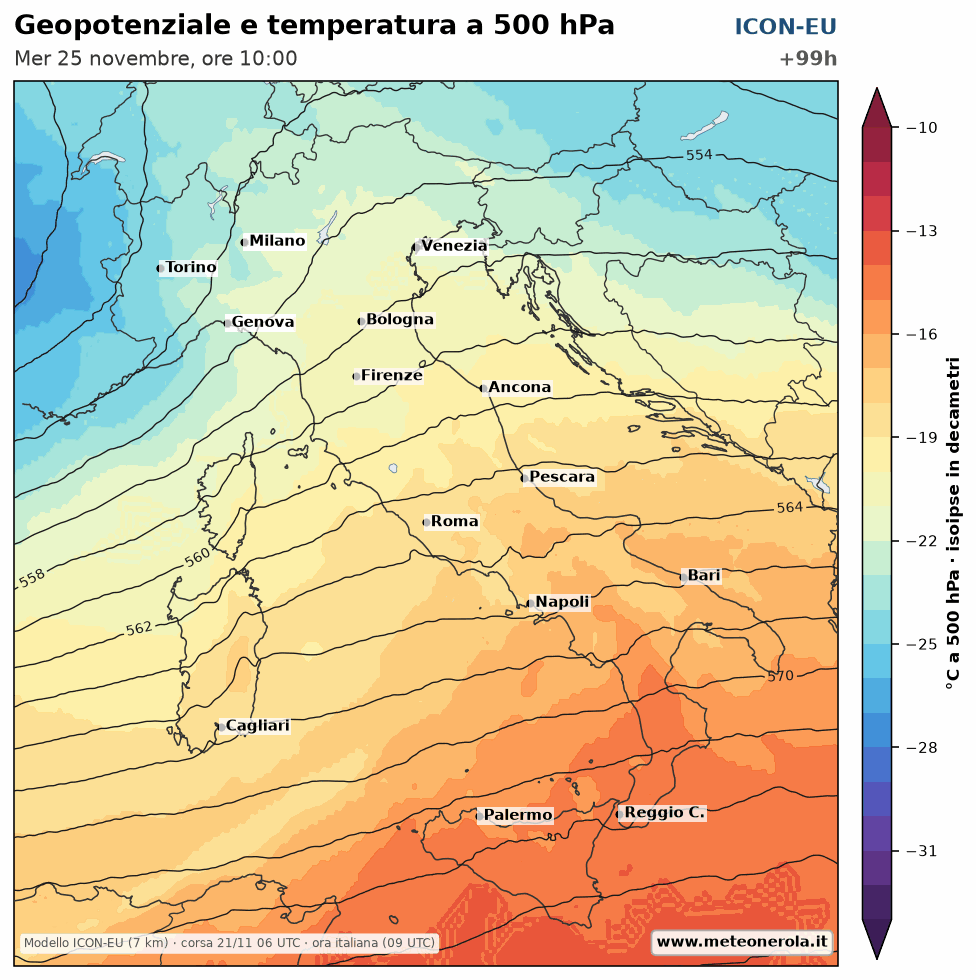 Geopotenziale e temperatura a 500 hPa
ICON-EU
Mer 25 novembre, ore 10:00
+99h
554
Milano
Venezia
Torino
Genova
Bologna
Firenze
Ancona
Pescara
564
Roma
560
558
Bari
Napoli
562
570
Cagliari
Palermo
Reggio C.
Modello ICON-EU (7 km) · corsa 21/11 06 UTC · ora italiana (09 UTC)
www.meteonerola.it
−10
−13
−16
−19
−22
−25
−28
−31
°C a 500 hPa · isoipse in decametri